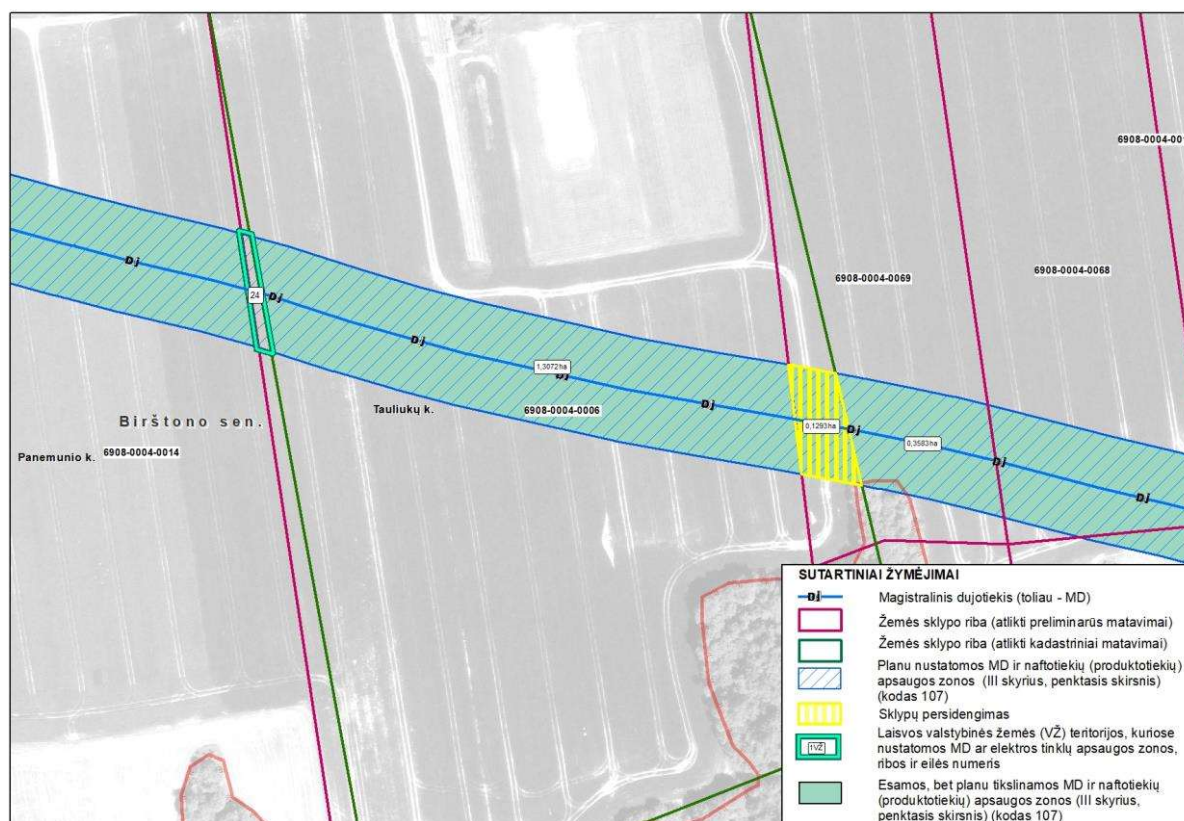 6908-0004-00
6908-0004-0069
6908-0004-0068
Dj
24
Dj
Dj
1,3072ha
Dj
Tauliukų k.
6908-0004-0006
Dj
0,1293ha
Dj
0,3583ha
Dj
Dj
Birštono sen.
Panemunio k.
6908-0004-0014
SUTARTINIAI ŽYMĖJIMAI
Dj
Magistralinis dujotiekis (toliau - MD)
Žemės sklypo riba (atlikti preliminarūs matavimai)
Žemės sklypo riba (atlikti kadastriniai matavimai)
Planu nustatomos MD ir naftotiekių (produktotiekių)
apsaugos zonos (III skyrius, penktasis skirsnis)
(kodas 107)
Sklypų persidengimas
1VŽ
Laisvos valstybinės žemės (VŽ) teritorijos, kuriose
nustatomos MD ar elektros tinklų apsaugos zonos,
ribos ir eilės numeris
Esamos, bet planu tikslinamos MD ir naftotiekių
(produktotiekių) apsaugos zonos (III skyrius,
penktasis skirsnis) (kodas 107)